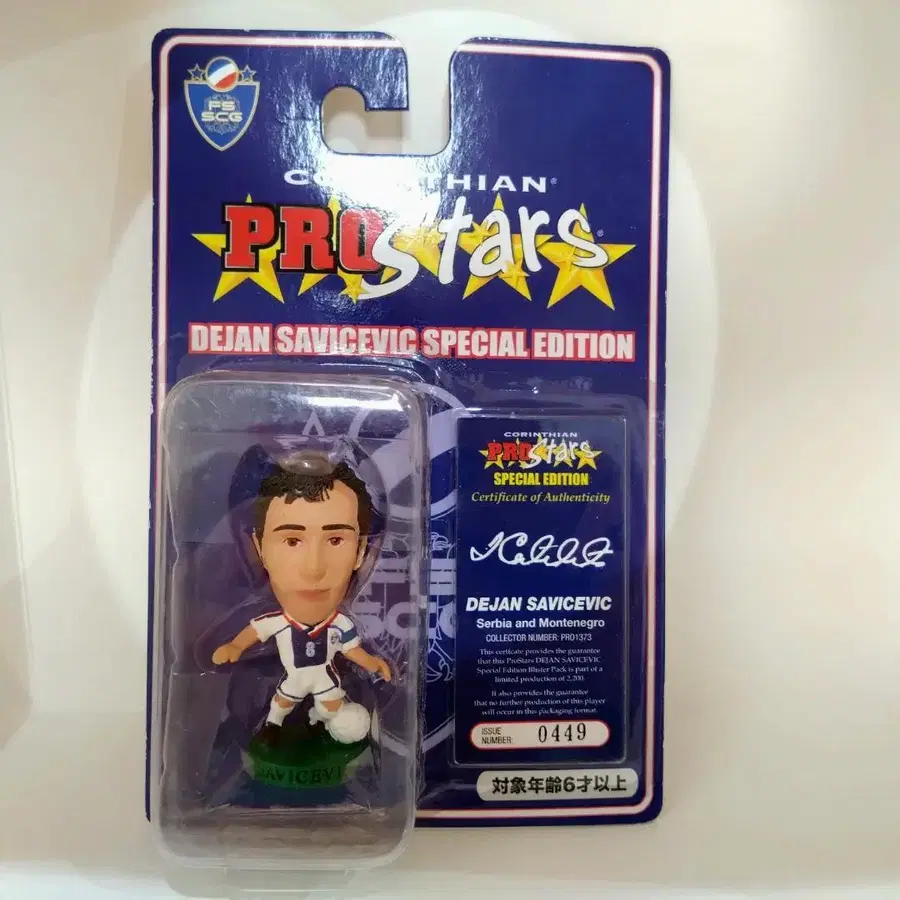 FS
SCG
CORINTHIAN®
PROStars®
DEJAN SAVICEVIC SPECIAL EDITION
CORINTHIAN
PROStars
SPECIAL EDITION
Certificate of Authenticity
DEJAN SAVICEVIC
Serbia and Montenegro
COLLECTOR NUMBER: PRO1373
This certifcate provides the guarantee
that this ProStars DEJAN SAVICEVIC
Special Edition Blister Pack is part of a
limited production of 2,200.
It also provides the guarantee
that no further production of this player
will occur in this packaging format.
ISSUE
NUMBER:
0449
8
SAVICEVI
対象年齢6才以上